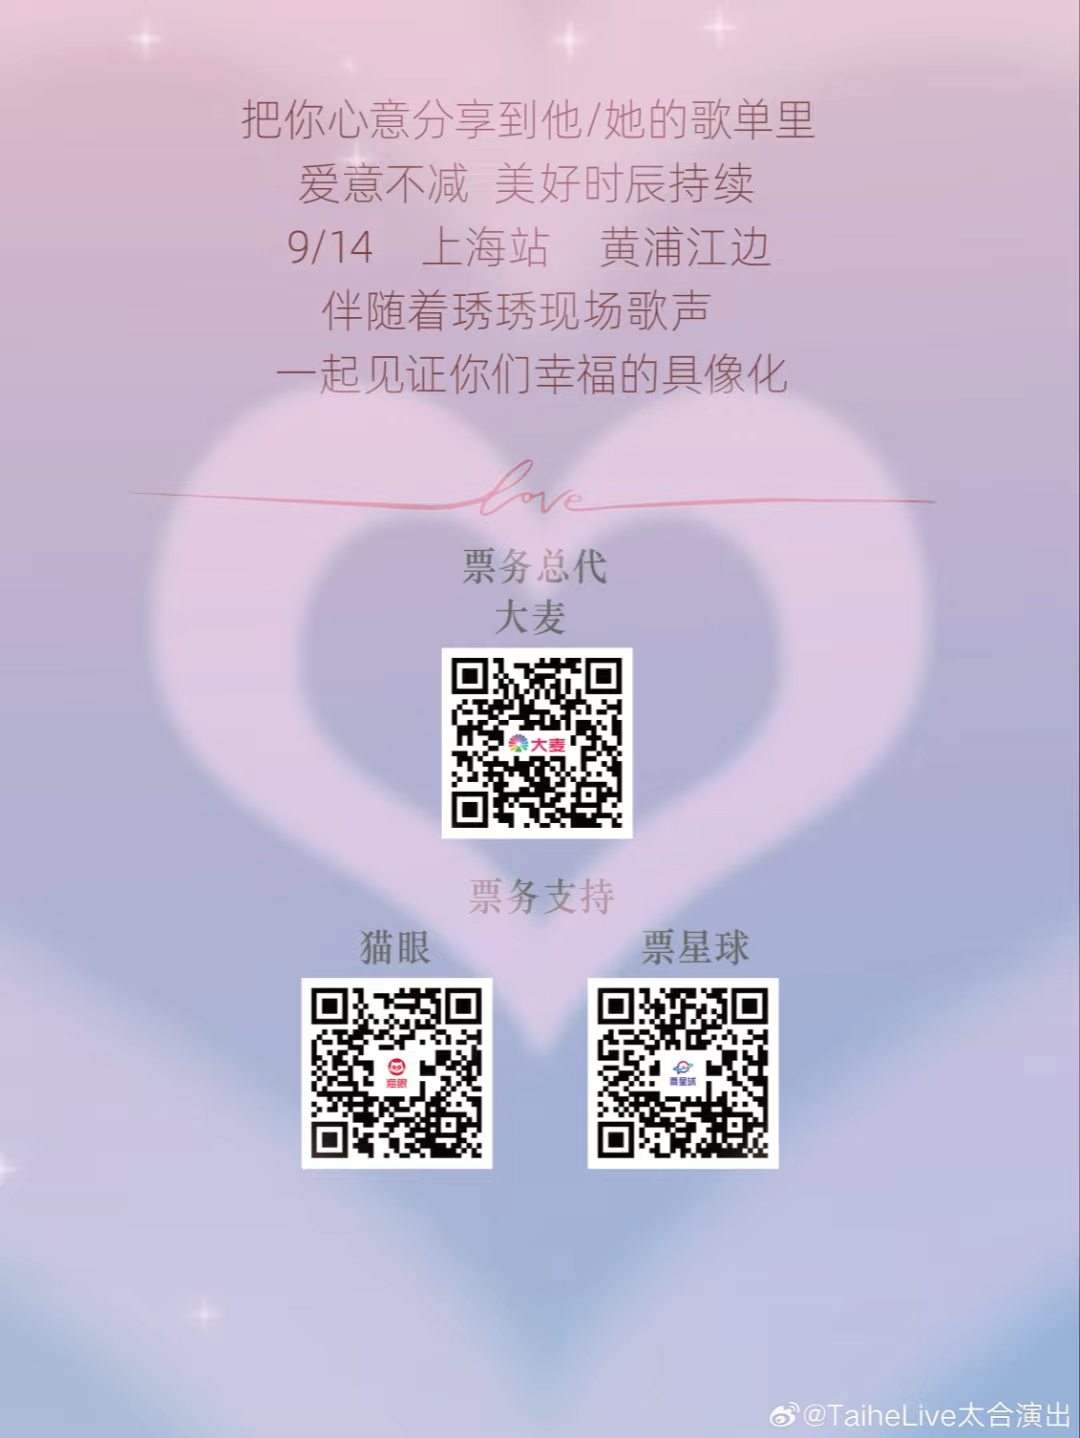 把你心意分享到他/她的歌单里
爱意不减 美好时辰持续
9/14 上海站 黄浦江边
伴随着琇琇现场歌声
一起见证你们幸福的具像化
love
票务总代
大麦
大麦
票务支持
猫眼 票星球
猫眼 票星球
@TaiheLive太合演出